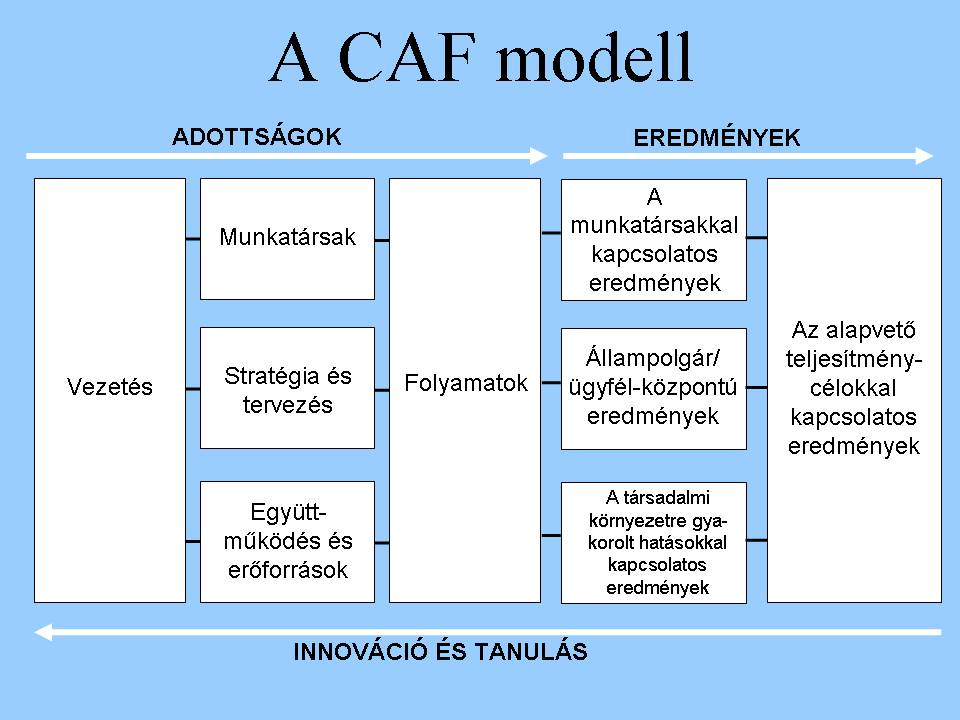 A CAF modell
ADOTTSÁGOK
EREDMÉNYEK
Vezetés
Munkatársak
Stratégia és
tervezés
Együtt-
működés és
erőforrások
Folyamatok
A
munkatársakkal
kapcsolatos
eredmények
Állampolgár/
ügyfél-központú
eredmények
A társadalmi
környezetre gya-
korolt hatásokkal
kapcsolatos
eredmények
Az alapvető
teljesítmény-
célokkal
kapcsolatos
eredmények
INNOVÁCIÓ ÉS TANULÁS